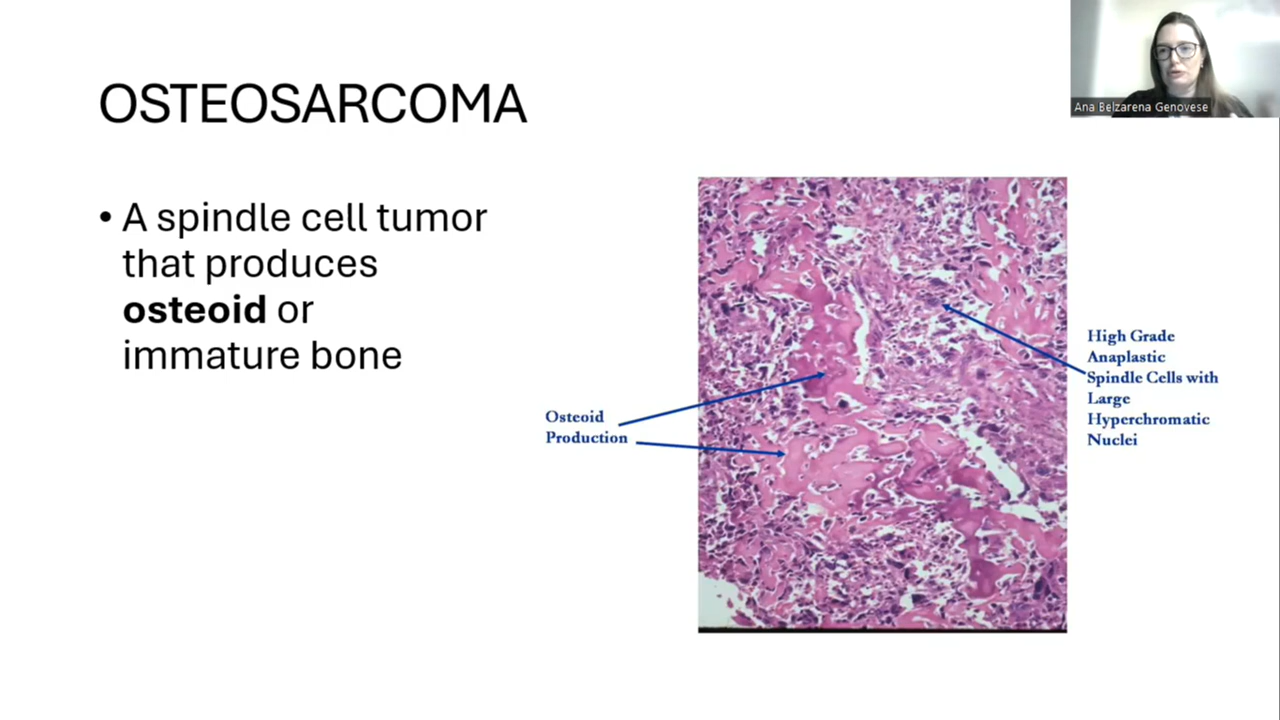 Ana Belzarena Genovese
OSTEOSARCOMA
• A spindle cell tumor
that produces
osteoid or
immature bone
Osteoid
Production
High Grade
Anaplastic
Spindle Cells with
Large
Hyperchromatic
Nuclei